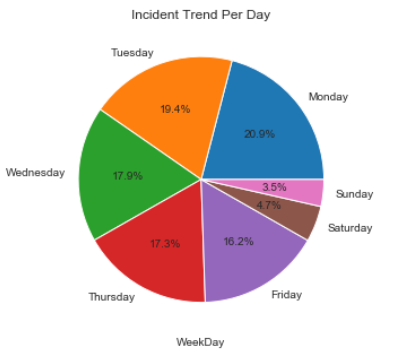 Incident Trend Per Day
Tuesday
Monday
19.4%
20.9%
Wednesday
17.9%
3.5%
Sunday
4.7%
Saturday
17.3%
16.2%
Thursday
Friday
WeekDay